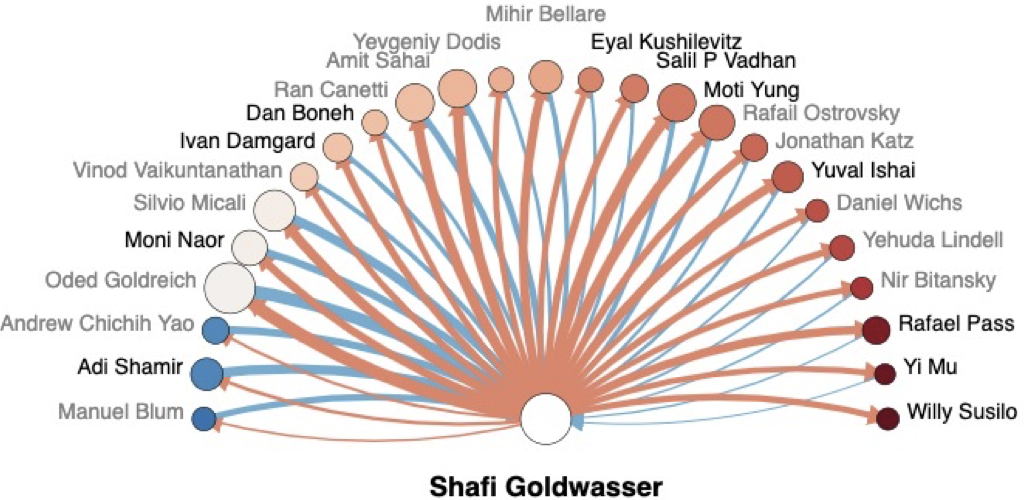 Mihir Bellare
Yevgeniy Dodis
Eyal Kushilevitz
Amit Sahai
Salil P Vadhan
Ran Canetti
Moti Yung
Dan Boneh
Rafail Ostrovsky
Ivan Damgard
Jonathan Katz
Vinod Vaikuntanathan
Yuval Ishai
Silvio Micali
Daniel Wichs
Moni Naor
Yehuda Lindell
Oded Goldreich
Nir Bitansky
Andrew Chichih Yao
Rafael Pass
Adi Shamir
Yi Mu
Manuel Blum
Willy Susilo
Shafi Goldwasser